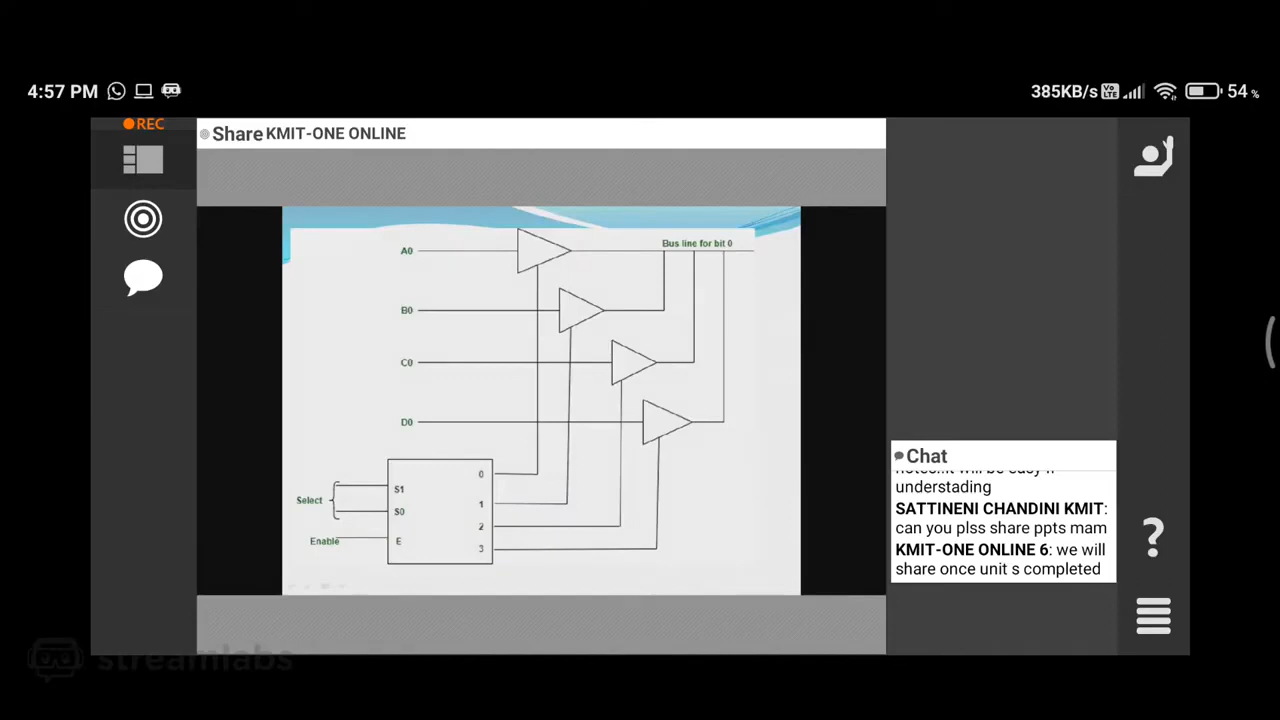 4:57 PM
385KB/s Vo LTE 54 %
REC
Share KMIT-ONE ONLINE
A0
Bus line for bit 0
B0
C0
D0
0
S1
Select
1
S0
2
Enable
E
3
Chat
understading
SATTINENI CHANDINI KMIT:
can you plss share ppts mam
KMIT-ONE ONLINE 6: we will
share once unit s completed
?
streamlabs